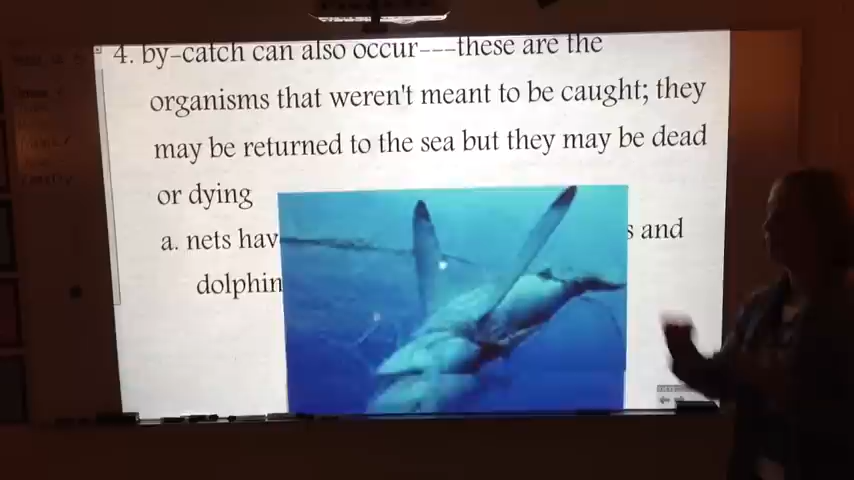 4. by-catch can also occur---these are the
organisms that weren't meant to be caught; they
may be returned to the sea but they may be dead
or dying
a. nets hav s and
dolphin